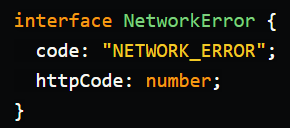 interface NetworkError {
  code: "NETWORK_ERROR";
  httpCode: number;
}